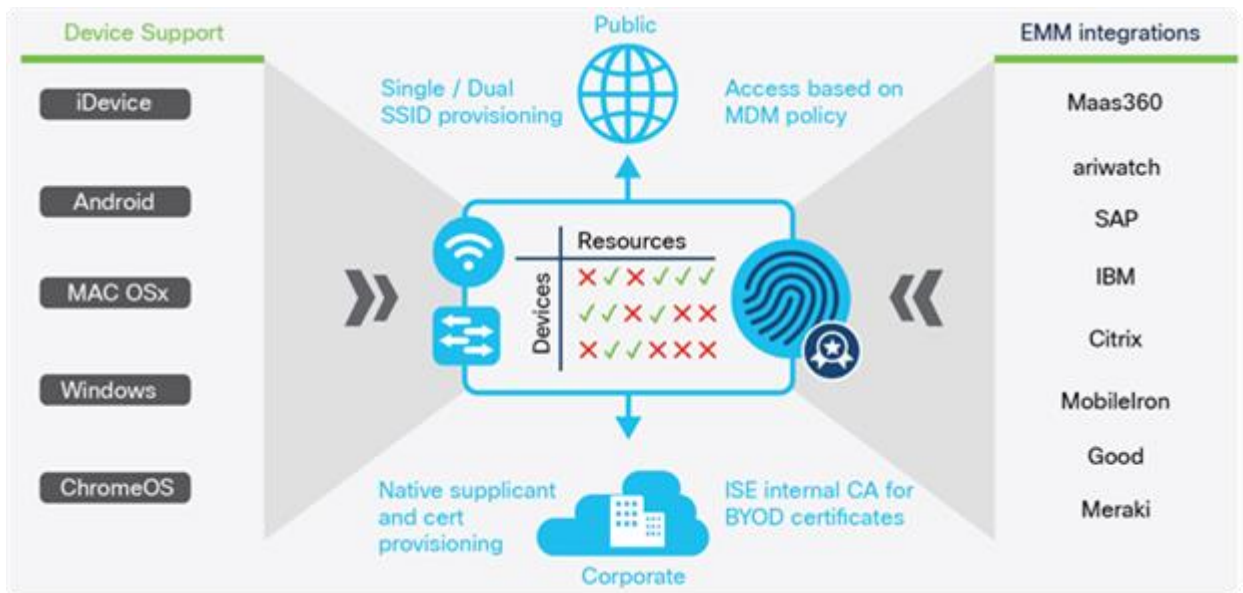 Device Support
iDevice
Android
MAC OSx
Windows
ChromeOS
Public
Single / Dual
SSID provisioning
Access based on
MDM policy
Resources
Devices
Native supplicant
and cert
provisioning
ISE internal CA for
BYOD certificates
Corporate
EMM integrations
Maas360
ariwatch
SAP
IBM
Citrix
MobileIron
Good
Meraki